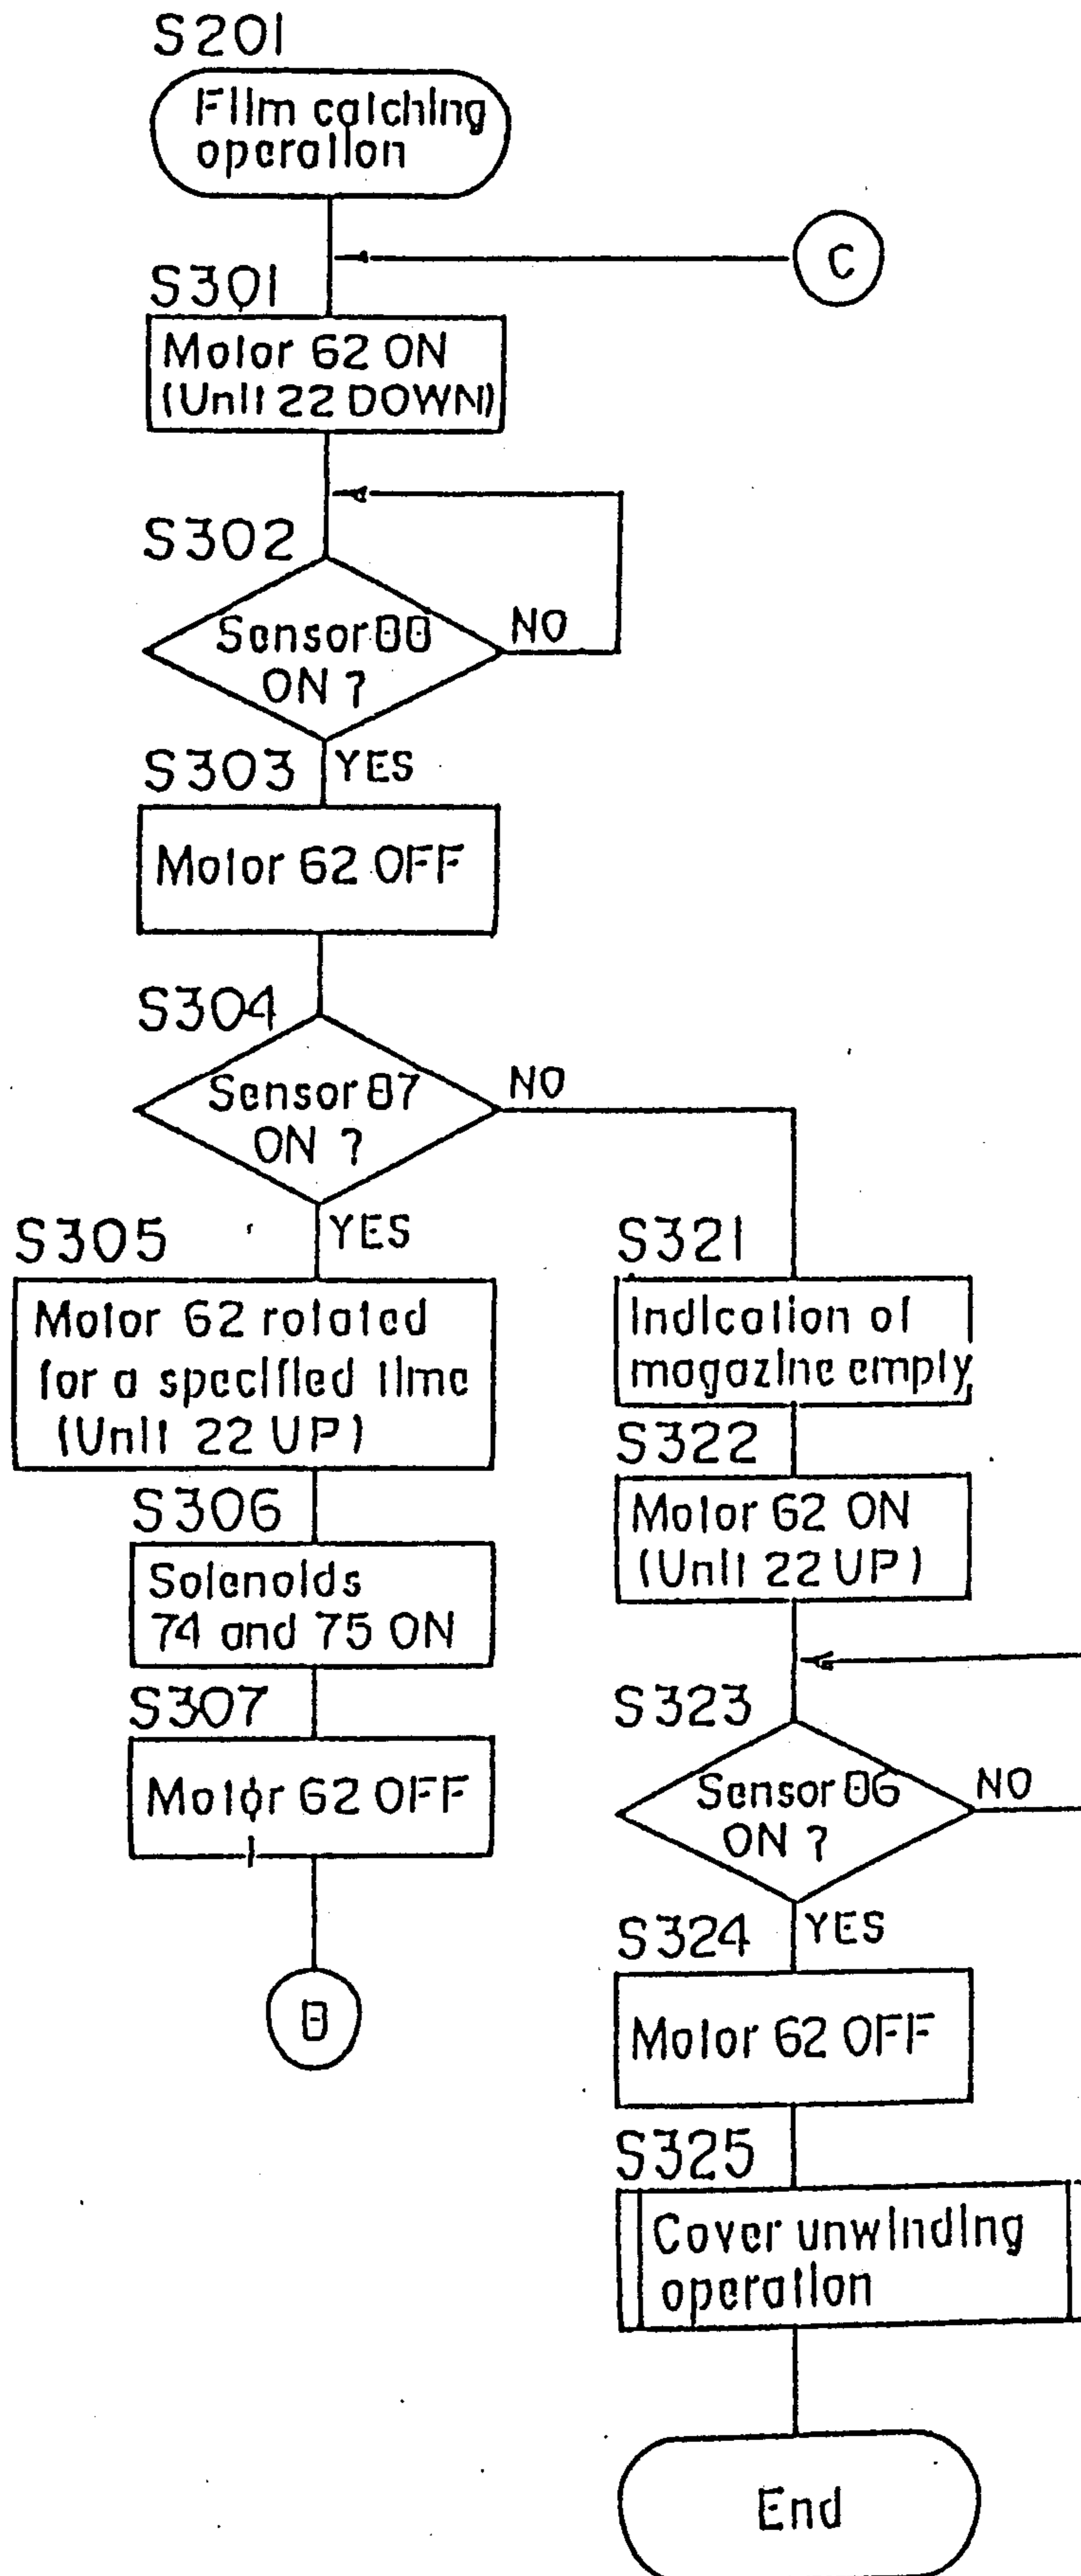 S201
Film catching
operation
C
S301
Motor 62 ON
(Unit 22 DOWN)
S302
Sensor 88
ON ?
NO
YES
S303
Motor 62 OFF
S304
Sensor 87
ON ?
NO
YES
S305
Motor 62 rotated
for a specified time
(Unit 22 UP)
S306
Solenoids
74 and 75 ON
S307
Motor 62 OFF
B
S321
Indication of
magazine empty
S322
Motor 62 ON
(Unit 22 UP)
S323
Sensor 86
ON ?
NO
YES
S324
Motor 62 OFF
S325
Cover unwinding
operation
End